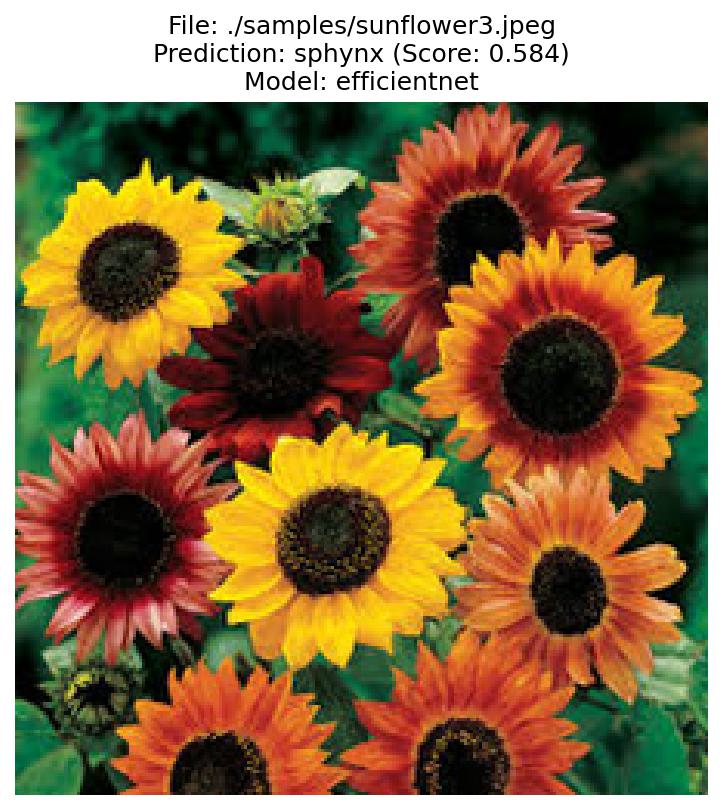 File: ./samples/sunflower3.jpeg
Prediction: sphynx (Score: 0.584)
Model: efficientnet